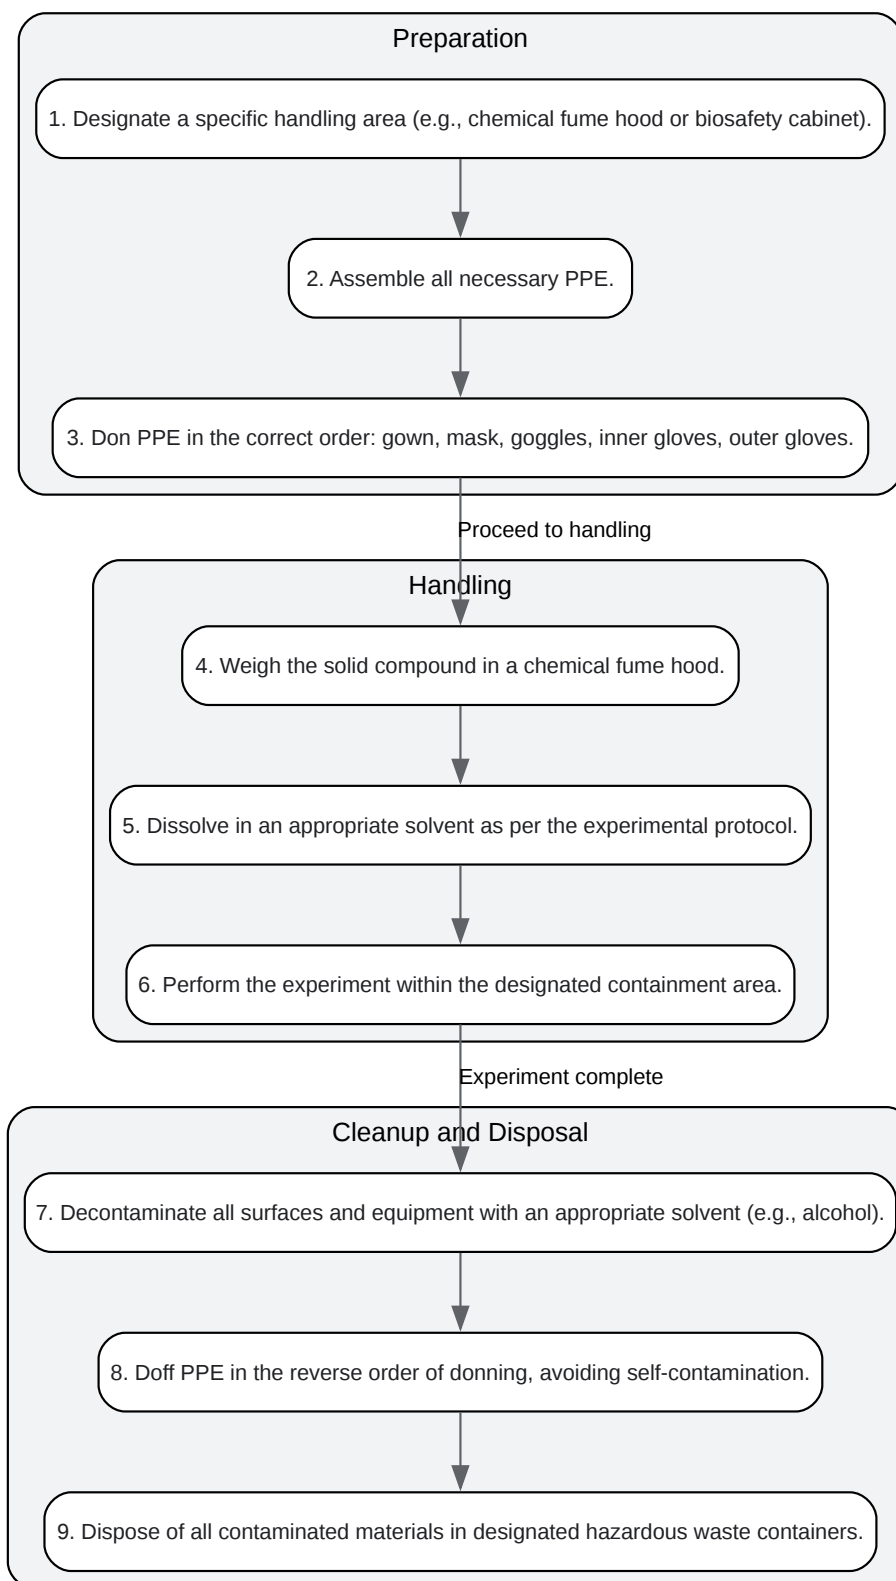 Preparation
1. Designate a specific handling area (e.g., chemical fume hood or biosafety cabinet).
2. Assemble all necessary PPE.
3. Don PPE in the correct order: gown, mask, goggles, inner gloves, outer gloves.
Proceed to handling
Handling
4. Weigh the solid compound in a chemical fume hood.
5. Dissolve in an appropriate solvent as per the experimental protocol.
6. Perform the experiment within the designated containment area.
Experiment complete
Cleanup and Disposal
7. Decontaminate all surfaces and equipment with an appropriate solvent (e.g., alcohol).
8. Doff PPE in the reverse order of donning, avoiding self-contamination.
9. Dispose of all contaminated materials in designated hazardous waste containers.